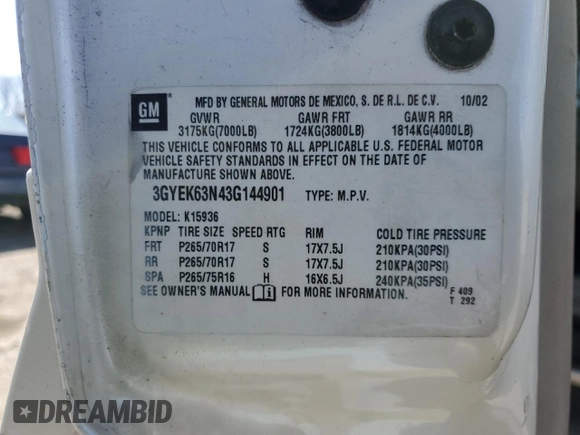 GM
MFD BY GENERAL MOTORS DE MEXICO, S. DE R.L. DE C.V. 10/02
GVWR GAWR FRT GAWR RR
3175KG(7000LB) 1724KG(3800LB) 1814KG(4000LB)
THIS VEHICLE CONFORMS TO ALL APPLICABLE U.S. FEDERAL MOTOR
VEHICLE SAFETY STANDARDS IN EFFECT ON THE DATE OF
MANUFACTURE SHOWN ABOVE.
3GYEK63N43G144901 TYPE: M.P.V.
MODEL: K15936
KPNP TIRE SIZE SPEED RTG RIM COLD TIRE PRESSURE
FRT P265/70R17 S 17X7.5J 210KPA(30PSI)
RR P265/70R17 S 17X7.5J 210KPA(30PSI)
SPA P265/75R16 H 16X6.5J 240KPA(35PSI)
SEE OWNER'S MANUAL FOR MORE INFORMATION.
F 409
T 292
DREAMBID